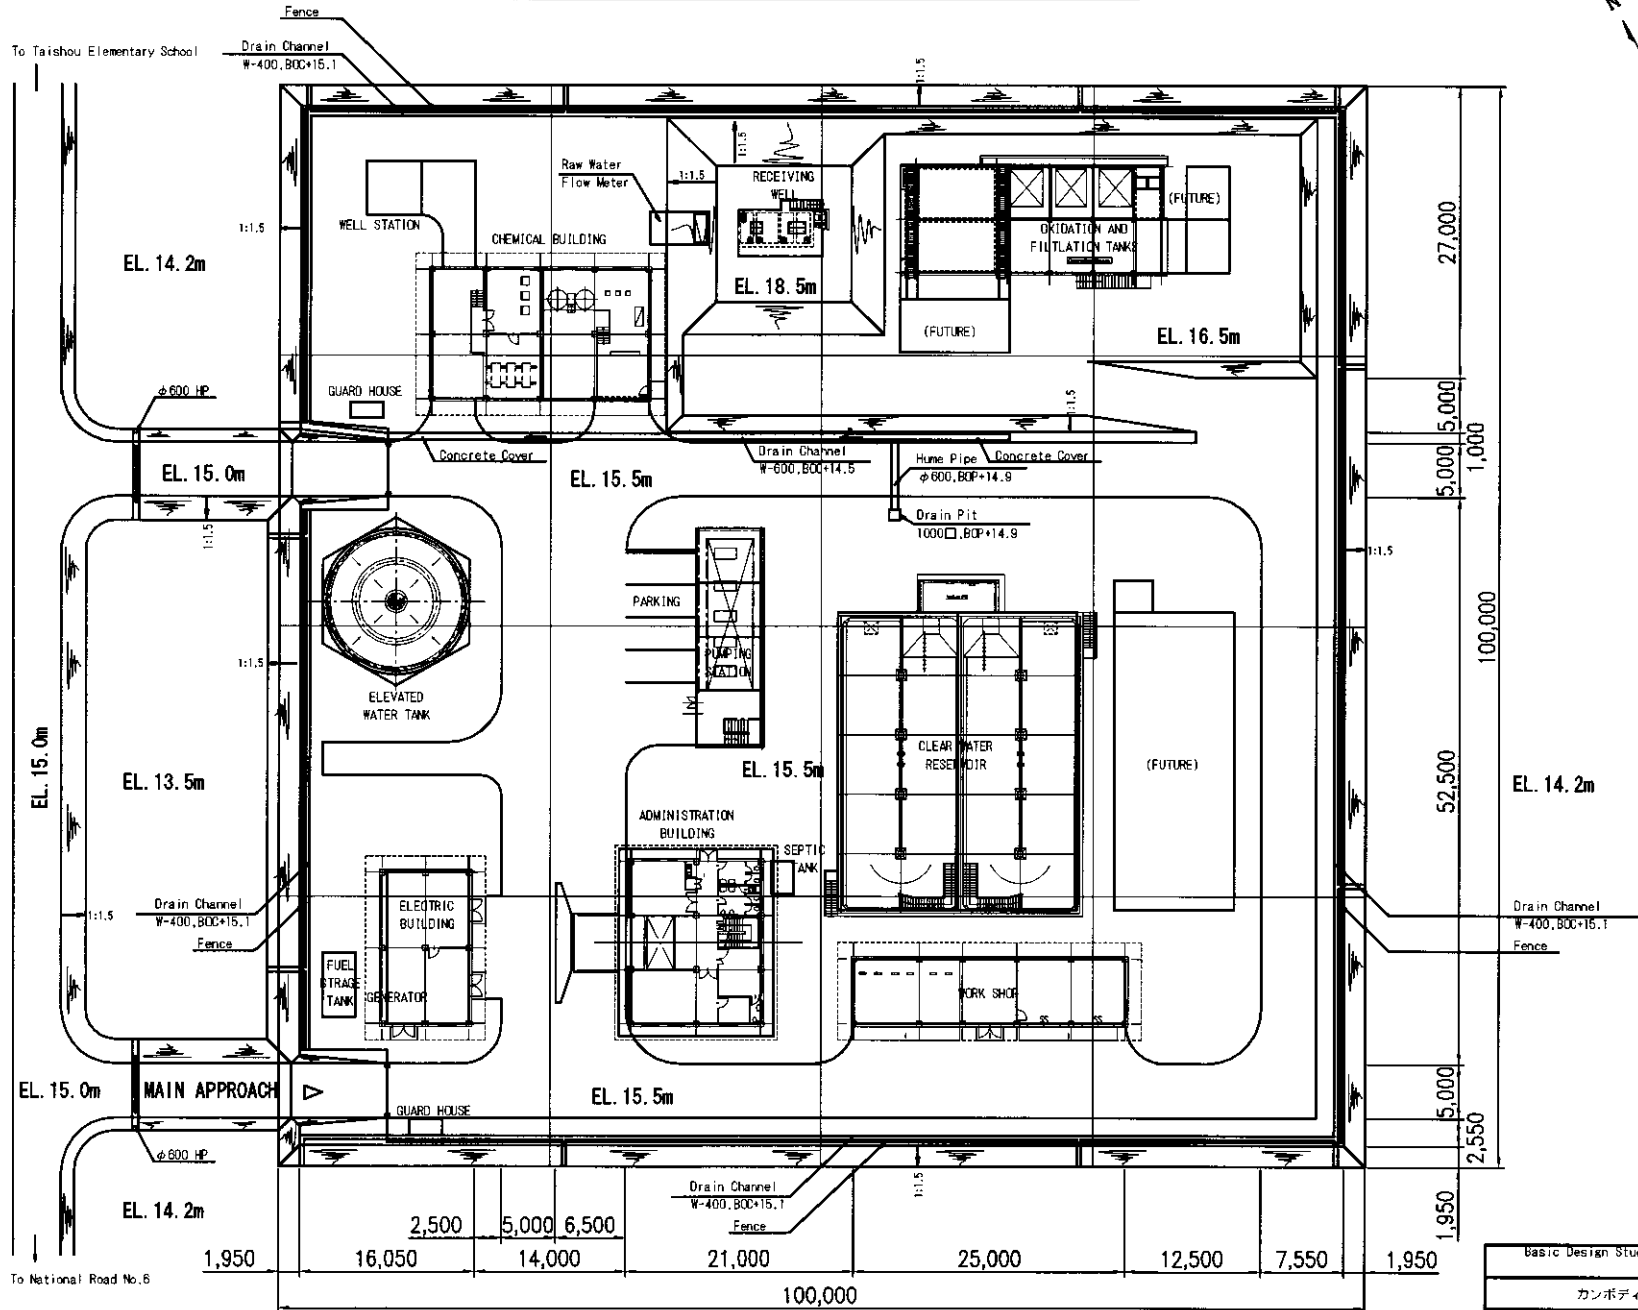 Fence
To Taishou Elementary School
Drain Channel
W-400,BOC+15.1
1:1.5
N
Raw Water
Flow Meter
1:1.5
1:1.5
RECEIVING
WELL
(FUTURE)
WELL STATION
1:1.5
CHEMICAL BUILDING
OXIDATION AND
FILTLATION TANKS
27,000
EL. 14.2m
EL. 18.5m
(FUTURE)
EL. 16.5m
φ600 HP
GUARD HOUSE
1:1.5
5,000
1,000
Concrete Cover
Drain Channel
W-600,BOC+14.5
Hume Pipe
φ600,BOP+14.9
Concrete Cover
EL. 15.0m
EL. 15.5m
5,000
Drain Pit
1000□,BOP+14.9
1:1.5
1:1.5
PARKING
100,000
1:1.5
PUMPING
STATION
ELEVATED
WATER TANK
EL. 15.0m
CLEAR WATER
RESERVOIR
(FUTURE)
EL. 13.5m
EL. 15.5m
52,500
EL. 14.2m
ADMINISTRATION
BUILDING
SEPTIC
TANK
Drain Channel
W-400,BOC+15.1
1:1.5
ELECTRIC
BUILDING
Drain Channel
W-400,BOC+15.1
Fence
Fence
FUEL
STRAGE
TANK
GENERATOR
WORK SHOP
EL. 15.0m
MAIN APPROACH
EL. 15.5m
5,000
GUARD HOUSE
2,550
φ600 HP
Drain Channel
W-400,BOC+15.1
1:1.5
EL. 14.2m
Fence
1,950
2,500
5,000
6,500
1,950
16,050
14,000
21,000
25,000
12,500
7,550
1,950
To National Road No.6
100,000
Basic Design Stu
カンボディ